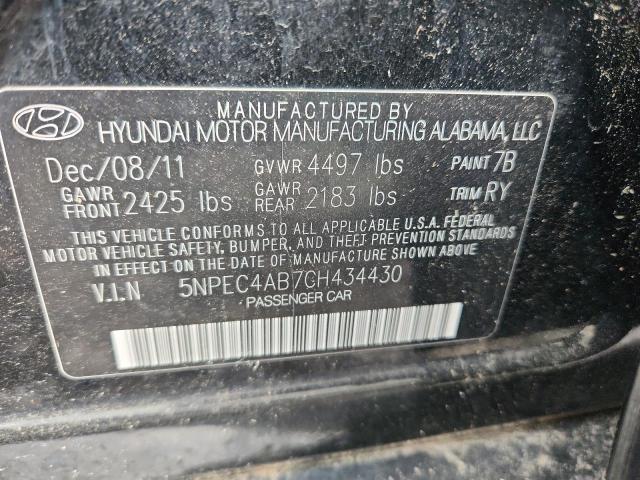 MANUFACTURED BY
HYUNDAI MOTOR MANUFACTURING ALABAMA, LLC
Dec/08/11 GVWR 4497 lbs PAINT 7B
GAWR FRONT 2425 lbs GAWR REAR 2183 lbs TRIM RY
THIS VEHICLE CONFORMS TO ALL APPLICABLE U.S.A. FEDERAL
MOTOR VEHICLE SAFETY, BUMPER, AND THEFT PREVENTION STANDARDS
IN EFFECT ON THE DATE OF MANUFACTURE SHOWN ABOVE
V.I.N 5NPEC4AB7CH434430
PASSENGER CAR